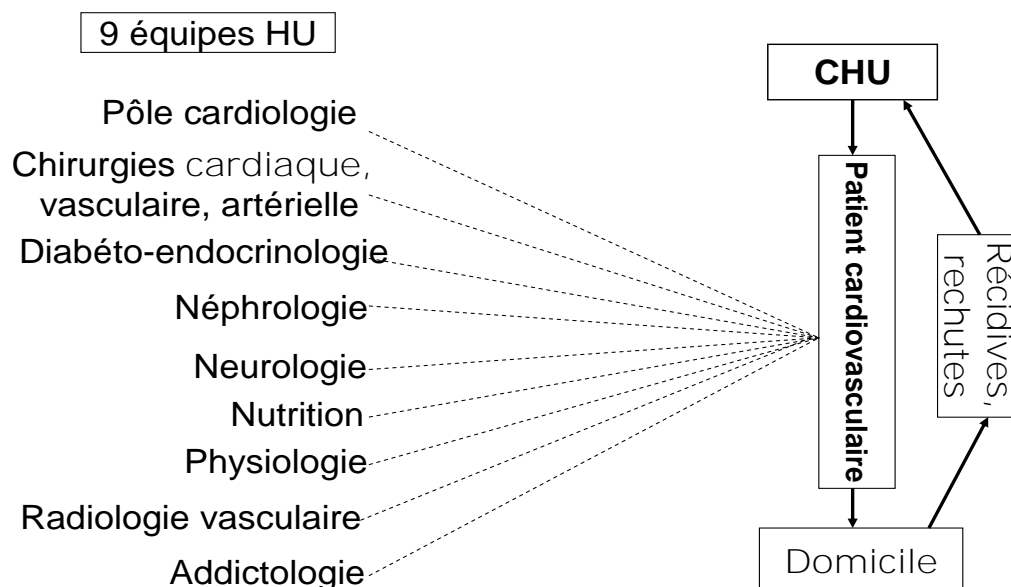 9 équipes HU
Pôle cardiologie
Chirurgies cardiaque,
vasculaire, artérielle
Diabéto-endocrinologie
Néphrologie
Neurologie
Nutrition
Physiologie
Radiologie vasculaire
Addictologie
CHU
Patient cardiovasculaire
Récidives,
rechutes
Domicile